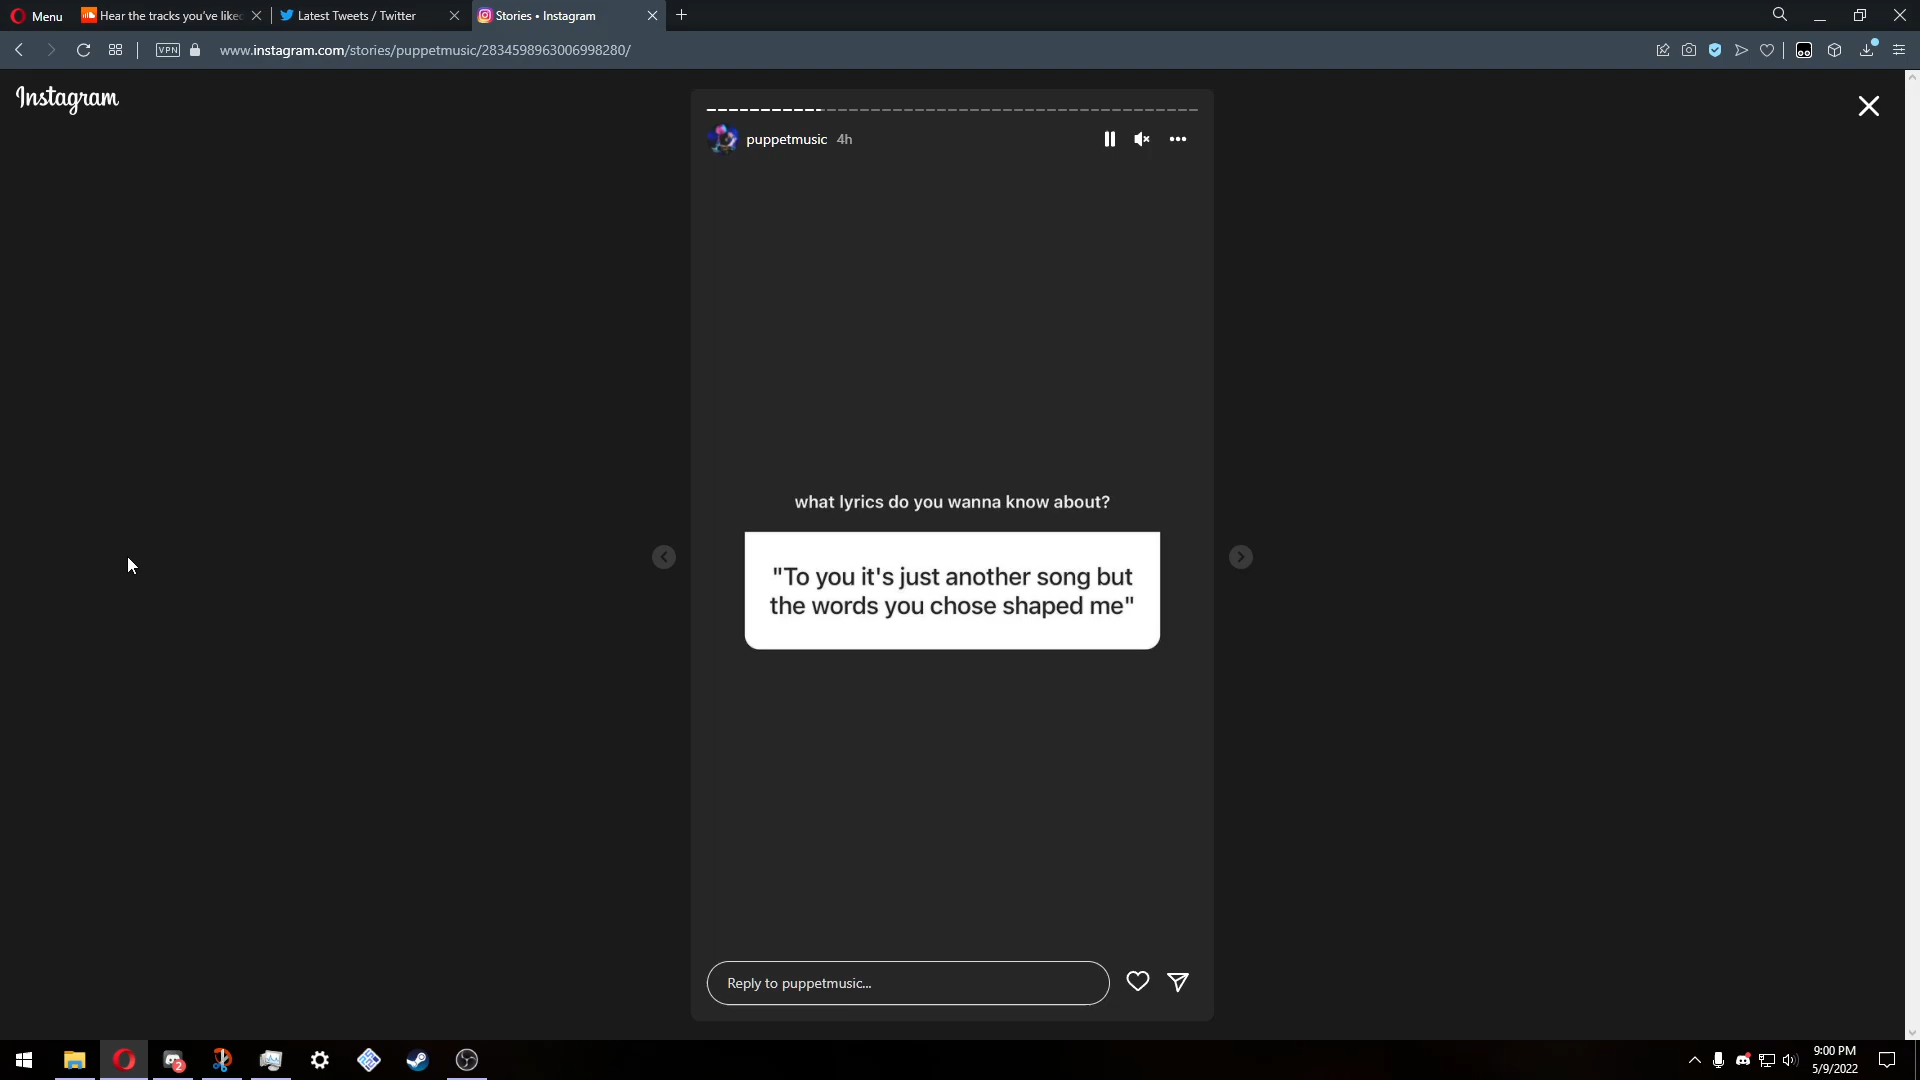 Menu
Hear the tracks you've like
Latest Tweets / Twitter
Stories • Instagram
VPN
www.instagram.com/stories/puppetmusic/2834598963006998280/
Instagram
puppetmusic 4h
what lyrics do you wanna know about?
"To you it's just another song but
the words you chose shaped me"
Reply to puppetmusic...
2
9:00 PM
5/9/2022